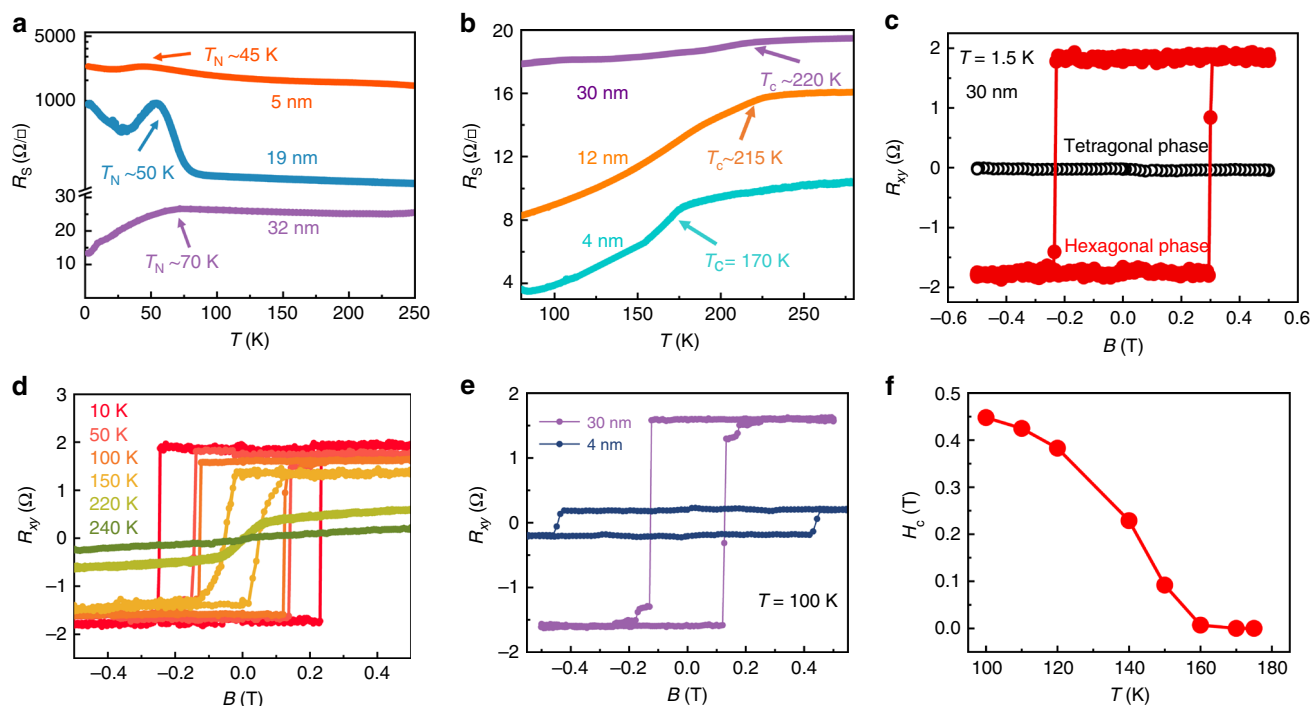 a
5000
1000
30
20
10
R_S (Ω/□)
T_N ~45 K
5 nm
19 nm
T_N ~50 K
32 nm
T_N ~70 K
0 50 100 150 200 250
T (K)
b
20
16
12
8
4
R_S (Ω/□)
T_c~220 K
30 nm
12 nm
T_c~215 K
4 nm
T_C= 170 K
100 150 200 250
T (K)
c
2
1
0
−1
−2
R_xy (Ω)
T = 1.5 K
30 nm
Tetragonal phase
Hexagonal phase
−0.6 −0.4 −0.2 0.0 0.2 0.4 0.6
B (T)
d
3
2
1
0
−1
−2
R_xy (Ω)
10 K
50 K
100 K
150 K
220 K
240 K
−0.4 −0.2 0.0 0.2 0.4
B (T)
e
2
1
0
−1
−2
R_xy (Ω)
30 nm
4 nm
T = 100 K
−0.4 −0.2 0.0 0.2 0.4
B (T)
f
0.5
0.4
0.3
0.2
0.1
0.0
H_c (T)
100 120 140 160 180
T (K)